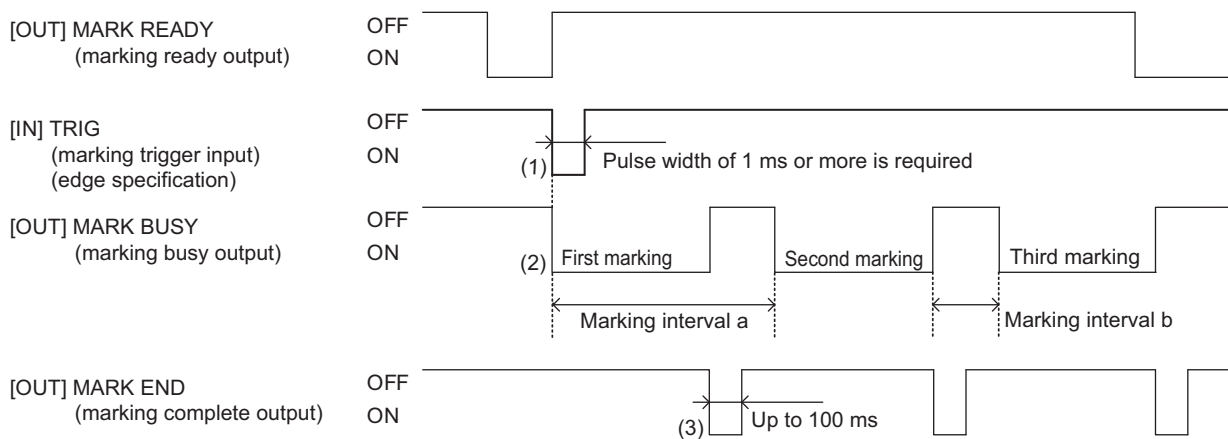 [OUT] MARK READY
(marking ready output)
OFF
ON
[IN] TRIG
(marking trigger input)
(edge specification)
OFF
ON
(1)
Pulse width of 1 ms or more is required
[OUT] MARK BUSY
(marking busy output)
OFF
ON
(2)
First marking
Second marking
Third marking
Marking interval a
Marking interval b
[OUT] MARK END
(marking complete output)
OFF
ON
(3)
Up to 100 ms